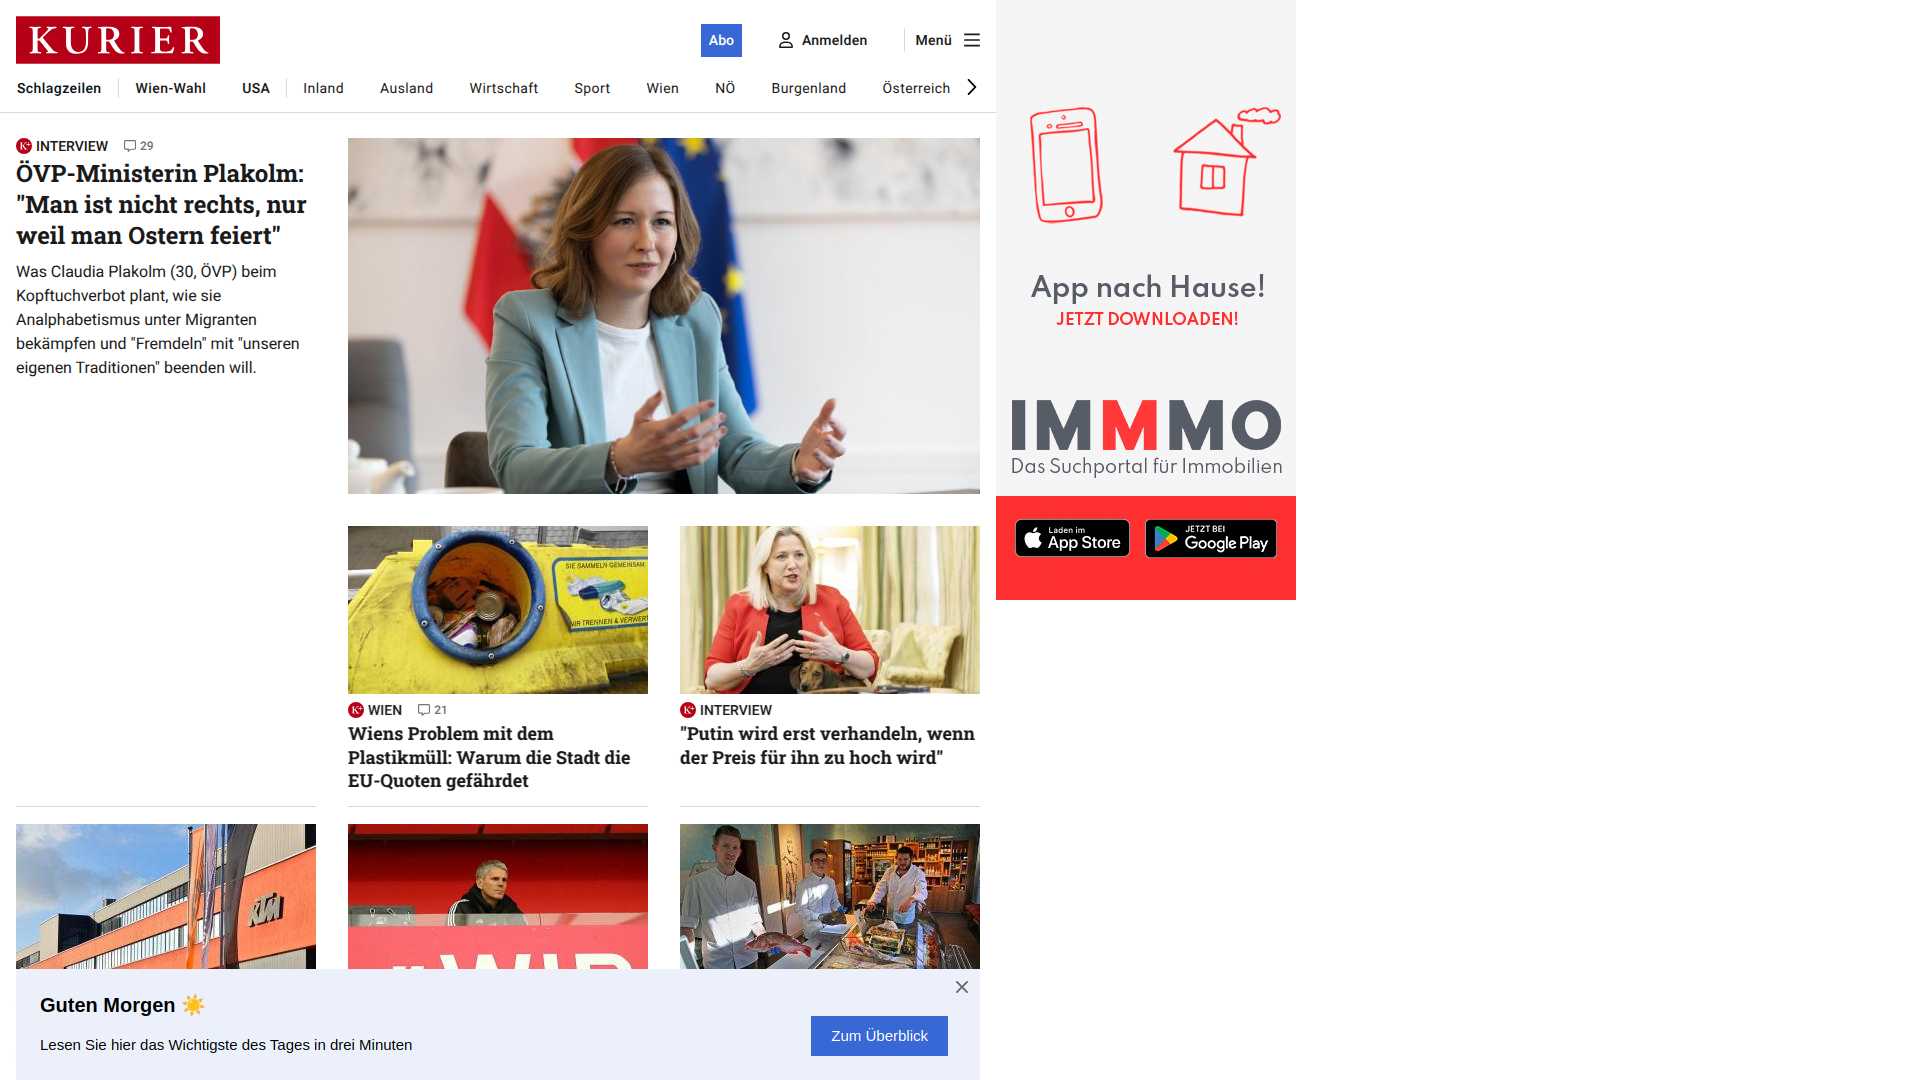 KURIER
Abo
Anmelden
Menü
Schlagzeilen
Wien-Wahl
USA
Inland
Ausland
Wirtschaft
Sport
Wien
NÖ
Burgenland
Österreich
K+ INTERVIEW 29
ÖVP-Ministerin Plakolm:
"Man ist nicht rechts, nur
weil man Ostern feiert"
Was Claudia Plakolm (30, ÖVP) beim
Kopftuchverbot plant, wie sie
Analphabetismus unter Migranten
bekämpfen und "Fremdeln" mit "unseren
eigenen Traditionen" beenden will.
App nach Hause!
JETZT DOWNLOADEN!
IMMMO
Das Suchportal für Immobilien
Laden im
App Store
JETZT BEI
Google Play
SIE SAMMELN GEMEINSAM
WIR TRENNEN & VERWERT
K+ WIEN 21
Wiens Problem mit dem
Plastikmüll: Warum die Stadt die
EU-Quoten gefährdet
K+ INTERVIEW
"Putin wird erst verhandeln, wenn
der Preis für ihn zu hoch wird"
KTM
WIR
Guten Morgen ☀️
Lesen Sie hier das Wichtigste des Tages in drei Minuten
Zum Überblick